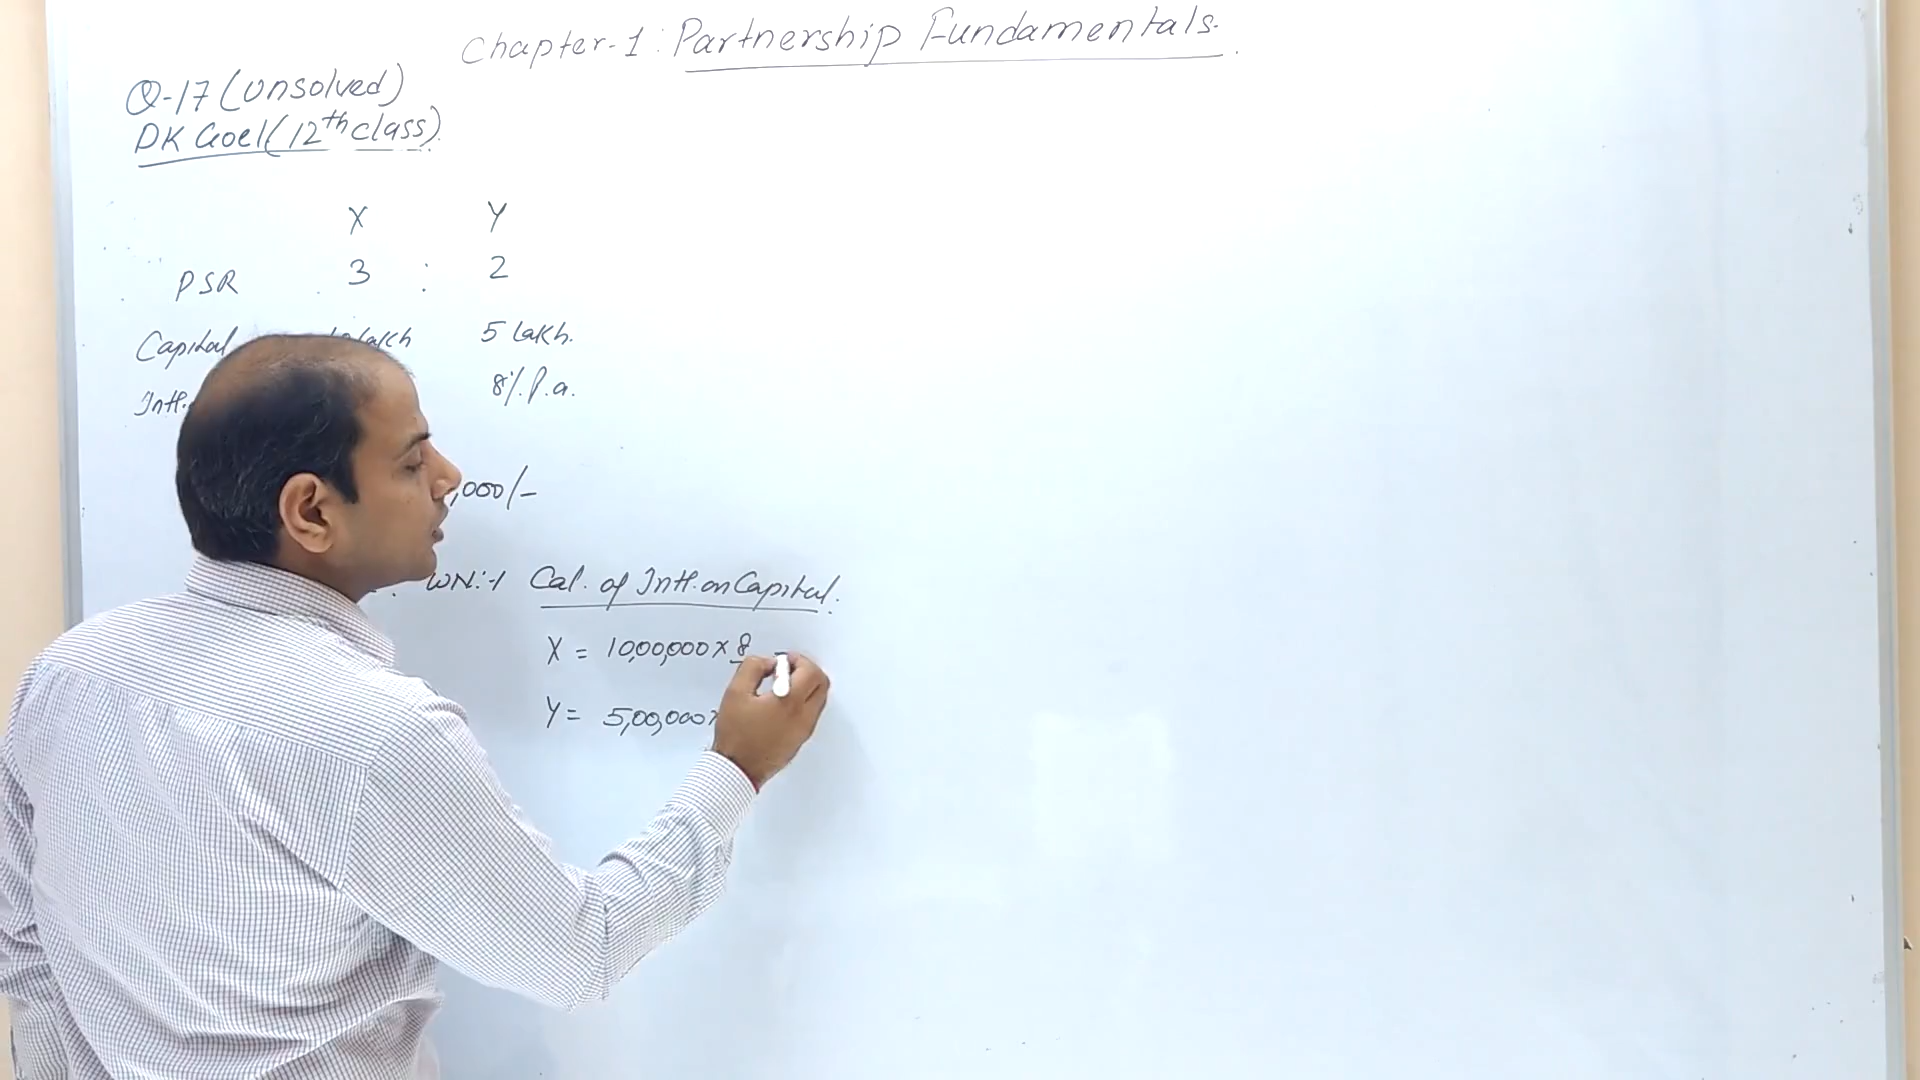 Chapter-1: Partnership Fundamentals.
Q-17 (unsolved)
DK Goel (12th class)
X Y
PSR 3 : 2
Capital lakh 5 lakh.
Intt. 8%.P.a.
,000/-
WN:-1 Cal. of Intt. on Capital.
X = 10,00,000 × 8 =
Y = 5,00,000 ×